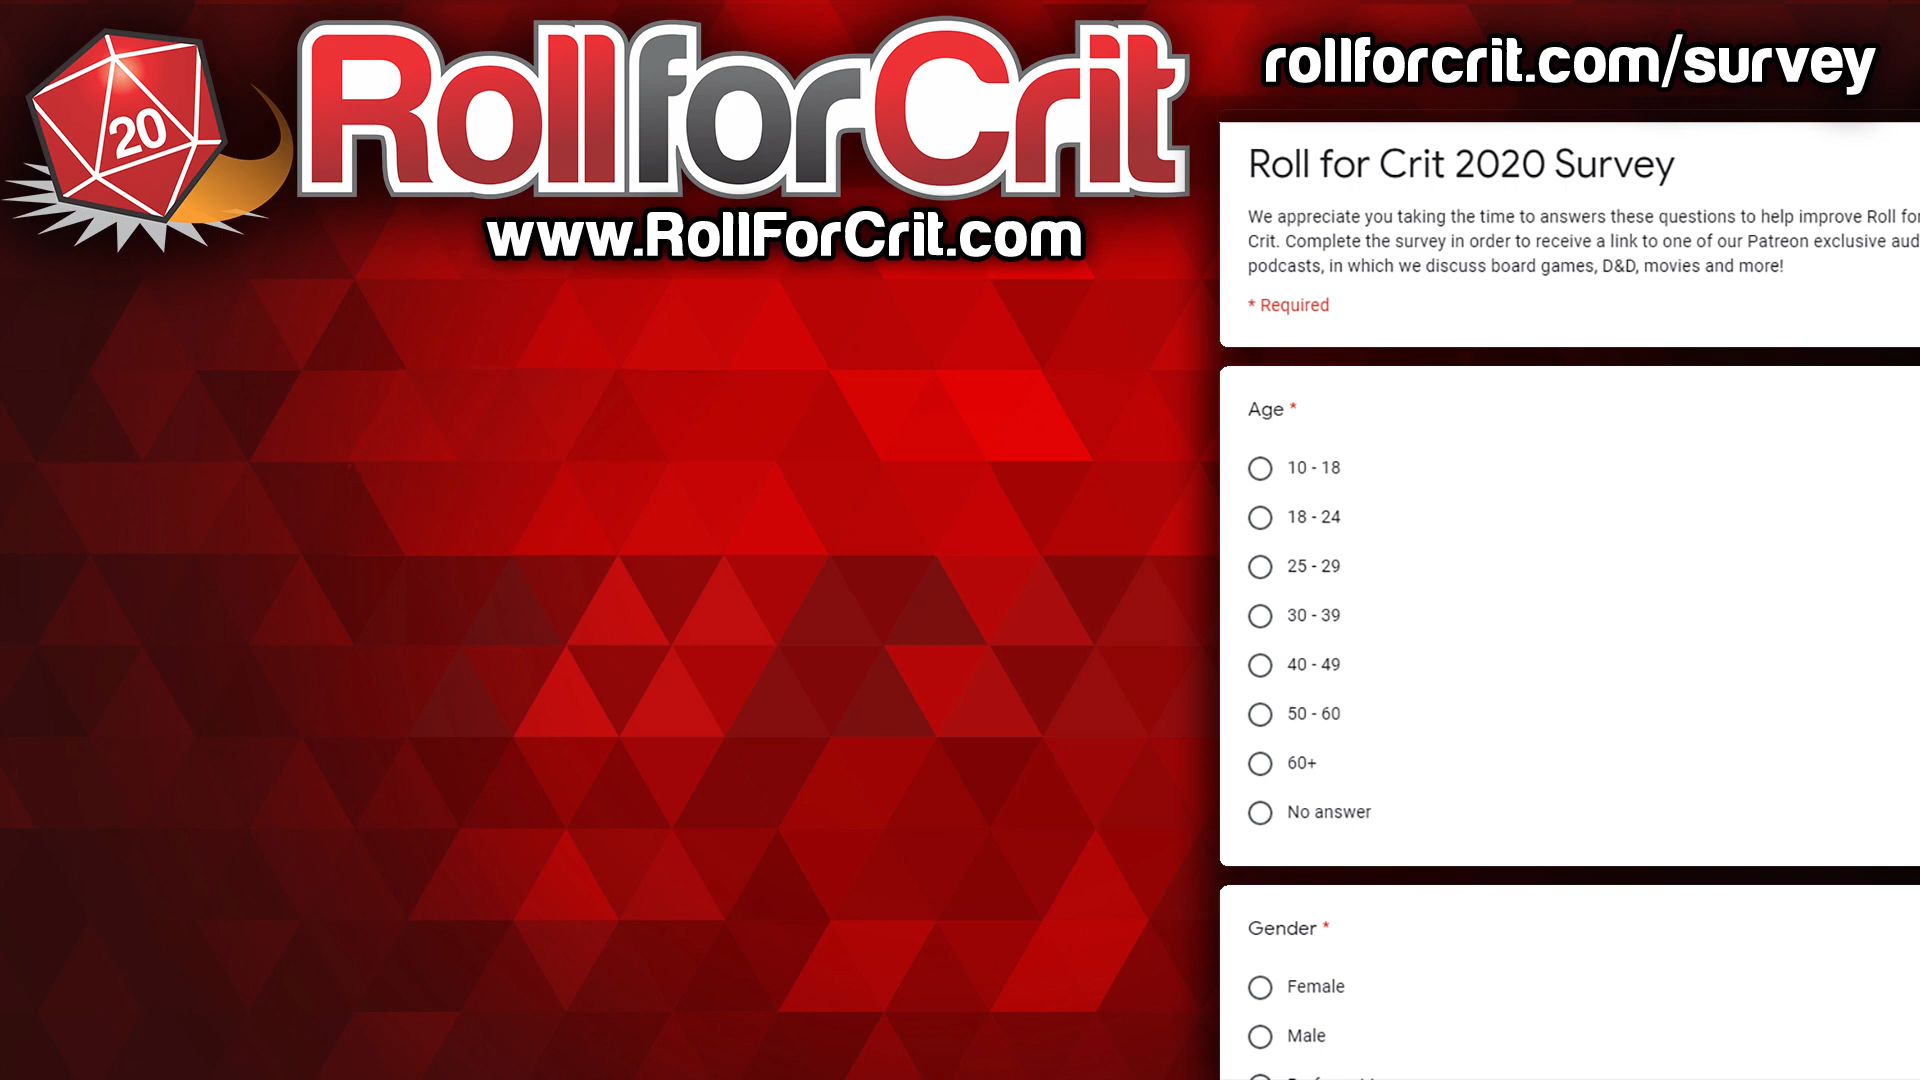 20
RollforCrit
www.RollForCrit.com
rollforcrit.com/survey
Roll for Crit 2020 Survey
We appreciate you taking the time to answers these questions to help improve Roll for
Crit. Complete the survey in order to receive a link to one of our Patreon exclusive
podcasts, in which we discuss board games, D&D, movies and more!
* Required
Age *
10 - 18
18 - 24
25 - 29
30 - 39
40 - 49
50 - 60
60+
No answer
Gender *
Female
Male